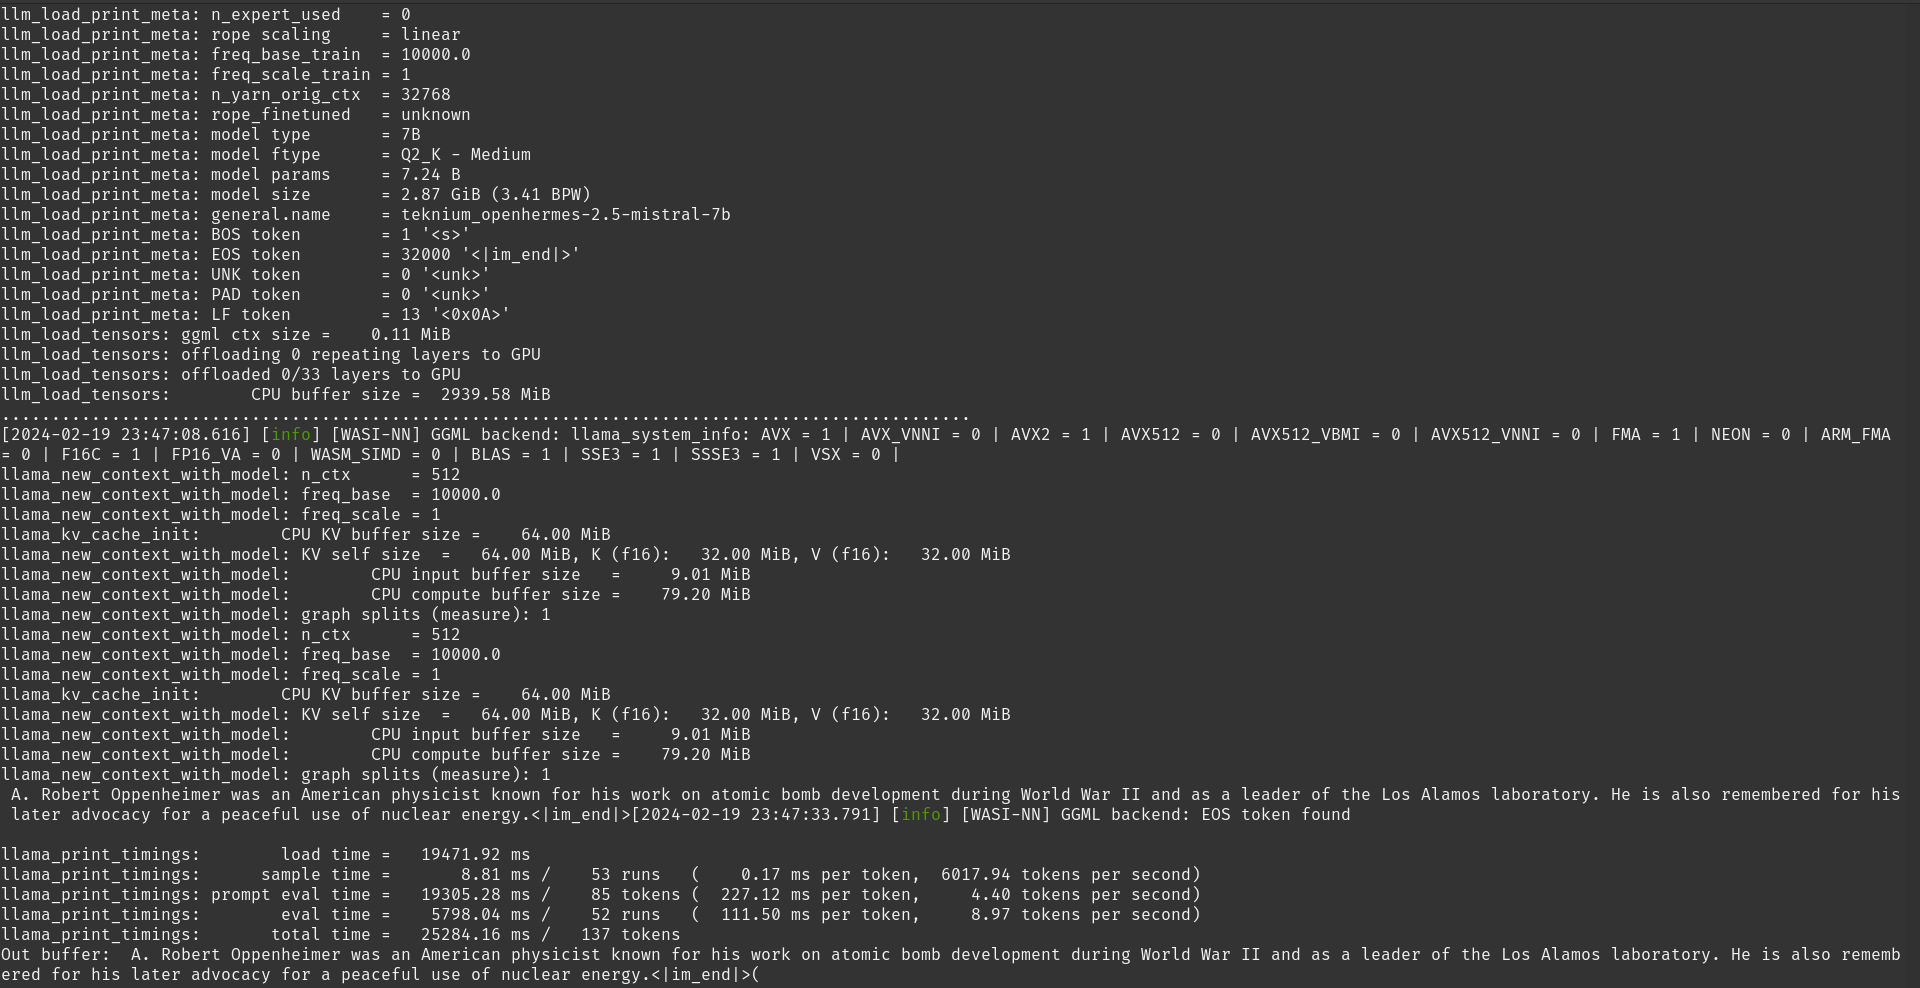 llm_load_print_meta: n_expert_used    = 0
llm_load_print_meta: rope scaling     = linear
llm_load_print_meta: freq_base_train  = 10000.0
llm_load_print_meta: freq_scale_train = 1
llm_load_print_meta: n_yarn_orig_ctx  = 32768
llm_load_print_meta: rope_finetuned   = unknown
llm_load_print_meta: model type       = 7B
llm_load_print_meta: model ftype      = Q2_K - Medium
llm_load_print_meta: model params     = 7.24 B
llm_load_print_meta: model size       = 2.87 GiB (3.41 BPW)
llm_load_print_meta: general.name     = teknium_openhermes-2.5-mistral-7b
llm_load_print_meta: BOS token        = 1 '<s>'
llm_load_print_meta: EOS token        = 32000 '<|im_end|>'
llm_load_print_meta: UNK token        = 0 '<unk>'
llm_load_print_meta: PAD token        = 0 '<unk>'
llm_load_print_meta: LF token         = 13 '<0x0A>'
llm_load_tensors: ggml ctx size =    0.11 MiB
llm_load_tensors: offloading 0 repeating layers to GPU
llm_load_tensors: offloaded 0/33 layers to GPU
llm_load_tensors:        CPU buffer size =  2939.58 MiB
.................................................................................................
[2024-02-19 23:47:08.616] [info] [WASI-NN] GGML backend: llama_system_info: AVX = 1 | AVX_VNNI = 0 | AVX2 = 1 | AVX512 = 0 | AVX512_VBMI = 0 | AVX512_VNNI = 0 | FMA = 1 | NEON = 0 | ARM_FMA
= 0 | F16C = 1 | FP16_VA = 0 | WASM_SIMD = 0 | BLAS = 1 | SSE3 = 1 | SSSE3 = 1 | VSX = 0 |
llama_new_context_with_model: n_ctx      = 512
llama_new_context_with_model: freq_base  = 10000.0
llama_new_context_with_model: freq_scale = 1
llama_kv_cache_init:        CPU KV buffer size =    64.00 MiB
llama_new_context_with_model: KV self size  =   64.00 MiB, K (f16):   32.00 MiB, V (f16):   32.00 MiB
llama_new_context_with_model:        CPU input buffer size   =     9.01 MiB
llama_new_context_with_model:        CPU compute buffer size =    79.20 MiB
llama_new_context_with_model: graph splits (measure): 1
llama_new_context_with_model: n_ctx      = 512
llama_new_context_with_model: freq_base  = 10000.0
llama_new_context_with_model: freq_scale = 1
llama_kv_cache_init:        CPU KV buffer size =    64.00 MiB
llama_new_context_with_model: KV self size  =   64.00 MiB, K (f16):   32.00 MiB, V (f16):   32.00 MiB
llama_new_context_with_model:        CPU input buffer size   =     9.01 MiB
llama_new_context_with_model:        CPU compute buffer size =    79.20 MiB
llama_new_context_with_model: graph splits (measure): 1
 A. Robert Oppenheimer was an American physicist known for his work on atomic bomb development during World War II and as a leader of the Los Alamos laboratory. He is also remembered for his
 later advocacy for a peaceful use of nuclear energy.<|im_end|>[2024-02-19 23:47:33.791] [info] [WASI-NN] GGML backend: EOS token found
llama_print_timings:        load time =   19471.92 ms
llama_print_timings:      sample time =       8.81 ms /    53 runs   (    0.17 ms per token,  6017.94 tokens per second)
llama_print_timings: prompt eval time =   19305.28 ms /    85 tokens (  227.12 ms per token,     4.40 tokens per second)
llama_print_timings:        eval time =    5798.04 ms /    52 runs   (  111.50 ms per token,     8.97 tokens per second)
llama_print_timings:       total time =   25284.16 ms /   137 tokens
Out buffer:  A. Robert Oppenheimer was an American physicist known for his work on atomic bomb development during World War II and as a leader of the Los Alamos laboratory. He is also rememb
ered for his later advocacy for a peaceful use of nuclear energy.<|im_end|>(